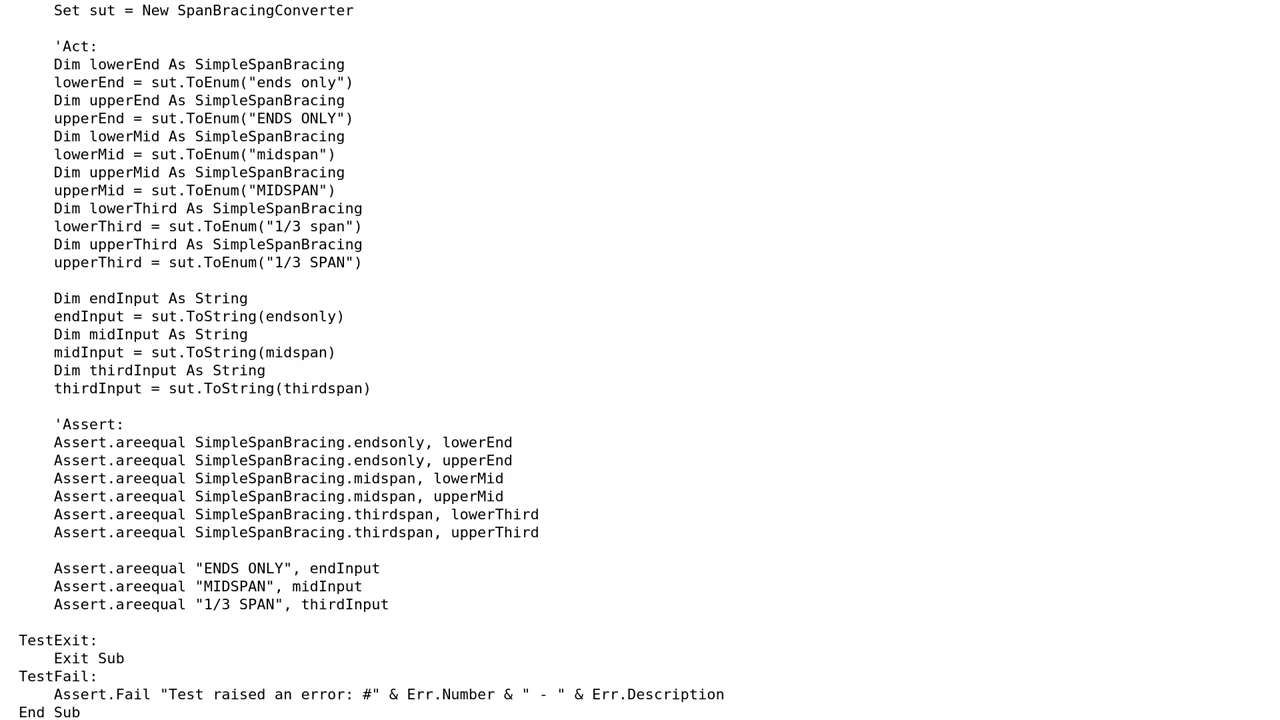 Set sut = New SpanBracingConverter
'Act:
Dim lowerEnd As SimpleSpanBracing
lowerEnd = sut.ToEnum("ends only")
Dim upperEnd As SimpleSpanBracing
upperEnd = sut.ToEnum("ENDS ONLY")
Dim lowerMid As SimpleSpanBracing
lowerMid = sut.ToEnum("midspan")
Dim upperMid As SimpleSpanBracing
upperMid = sut.ToEnum("MIDSPAN")
Dim lowerThird As SimpleSpanBracing
lowerThird = sut.ToEnum("1/3 span")
Dim upperThird As SimpleSpanBracing
upperThird = sut.ToEnum("1/3 SPAN")
Dim endInput As String
endInput = sut.ToString(endsonly)
Dim midInput As String
midInput = sut.ToString(midspan)
Dim thirdInput As String
thirdInput = sut.ToString(thirdspan)
'Assert:
Assert.areequal SimpleSpanBracing.endsonly, lowerEnd
Assert.areequal SimpleSpanBracing.endsonly, upperEnd
Assert.areequal SimpleSpanBracing.midspan, lowerMid
Assert.areequal SimpleSpanBracing.midspan, upperMid
Assert.areequal SimpleSpanBracing.thirdspan, lowerThird
Assert.areequal SimpleSpanBracing.thirdspan, upperThird
Assert.areequal "ENDS ONLY", endInput
Assert.areequal "MIDSPAN", midInput
Assert.areequal "1/3 SPAN", thirdInput
TestExit:
Exit Sub
TestFail:
Assert.Fail "Test raised an error: #" & Err.Number & " - " & Err.Description
End Sub